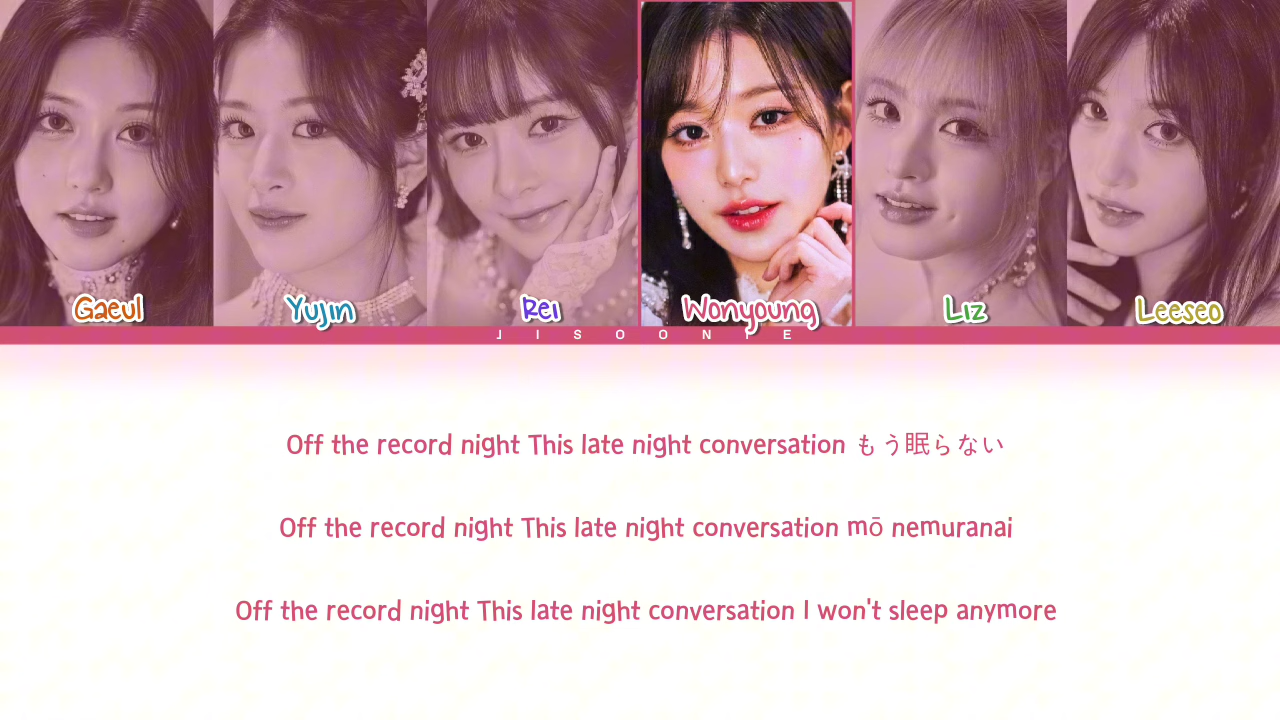 Gaeul Yujin Rei Wonyoung Liz Leeseo
JISOONIE
Off the record night This late night conversation もう眠らない
Off the record night This late night conversation mō nemuranai
Off the record night This late night conversation I won't sleep anymore